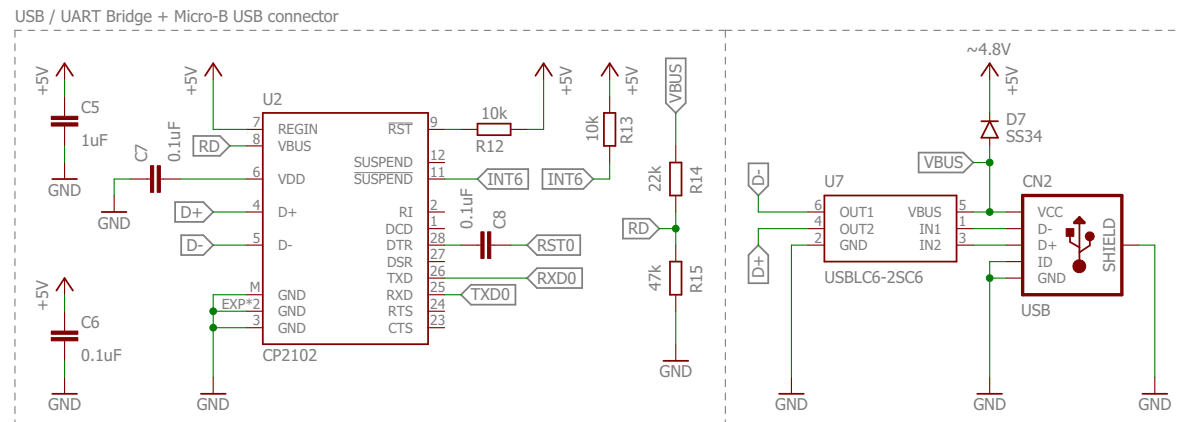 USB / UART Bridge + Micro-B USB connector
+5V
C5
1uF
GND
+5V
C6
0.1uF
GND
+5V
C7
0.1uF
GND
RD
D+
D-
GND
U2
7 REGIN
8 VBUS
6 VDD
4 D+
5 D-
M GND
EXP*2 GND
3 GND
RST 9
SUSPEND 12
SUSPEND 11
RI 2
DCD 1
DTR 28
DSR 27
TXD 26
RXD 25
RTS 24
CTS 23
CP2102
10k
R12
+5V
INT6
0.1uF
C8
RST0
RXD0
TXD0
+5V
10k
R13
INT6
VBUS
22k
R14
RD
47k
R15
GND
~4.8V
+5V
D7
SS34
VBUS
D-
D+
U7
6 OUT1
4 OUT2
2 GND
VBUS 5
IN1 1
IN2 3
USBLC6-2SC6
GND
CN2
VCC
D-
D+
ID
GND
SHIELD
USB
GND
GND